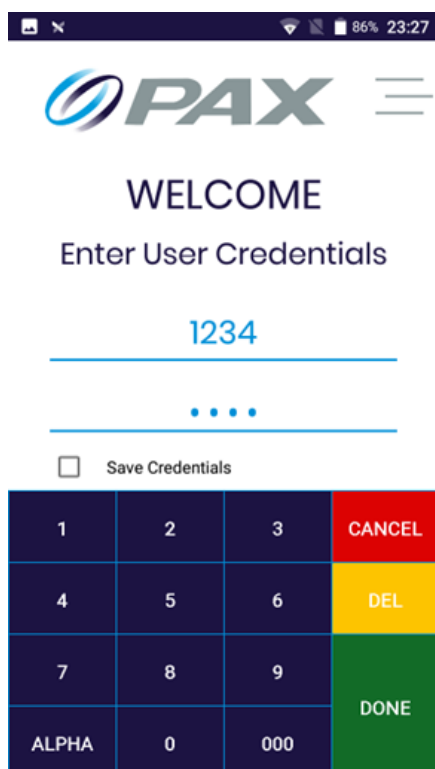 86% 23:27
PAX
WELCOME
Enter User Credentials
1234
••••
Save Credentials
1 2 3 CANCEL
4 5 6 DEL
7 8 9
DONE
ALPHA 0 000